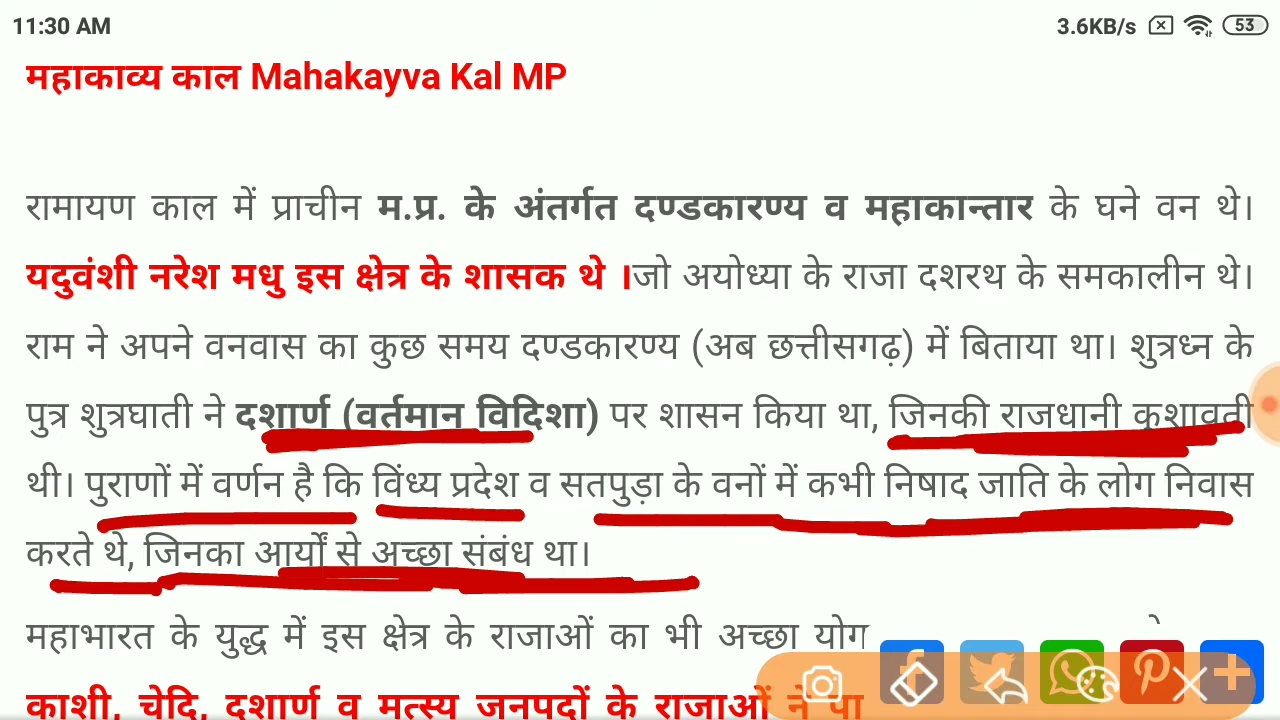 11:30 AM
3.6KB/s
53
महाकाव्य काल Mahakayva Kal MP
रामायण काल में प्राचीन म.प्र. के अंतर्गत दण्डकारण्य व महाकान्तार के घने वन थे।
यदुवंशी नरेश मधु इस क्षेत्र के शासक थे ।जो अयोध्या के राजा दशरथ के समकालीन थे।
राम ने अपने वनवास का कुछ समय दण्डकारण्य (अब छत्तीसगढ़) में बिताया था। शुत्रध्न के
पुत्र शुत्रघाती ने दशार्ण (वर्तमान विदिशा) पर शासन किया था, जिनकी राजधानी कुशावती
थी। पुराणों में वर्णन है कि विंध्य प्रदेश व सतपुड़ा के वनों में कभी निषाद जाति के लोग निवास
करते थे, जिनका आर्यों से अच्छा संबंध था।
महाभारत के युद्ध में इस क्षेत्र के राजाओं का भी अच्छा
काशी, चेदि, दशार्ण व मत्स्य जनपदों के राजाओं ने